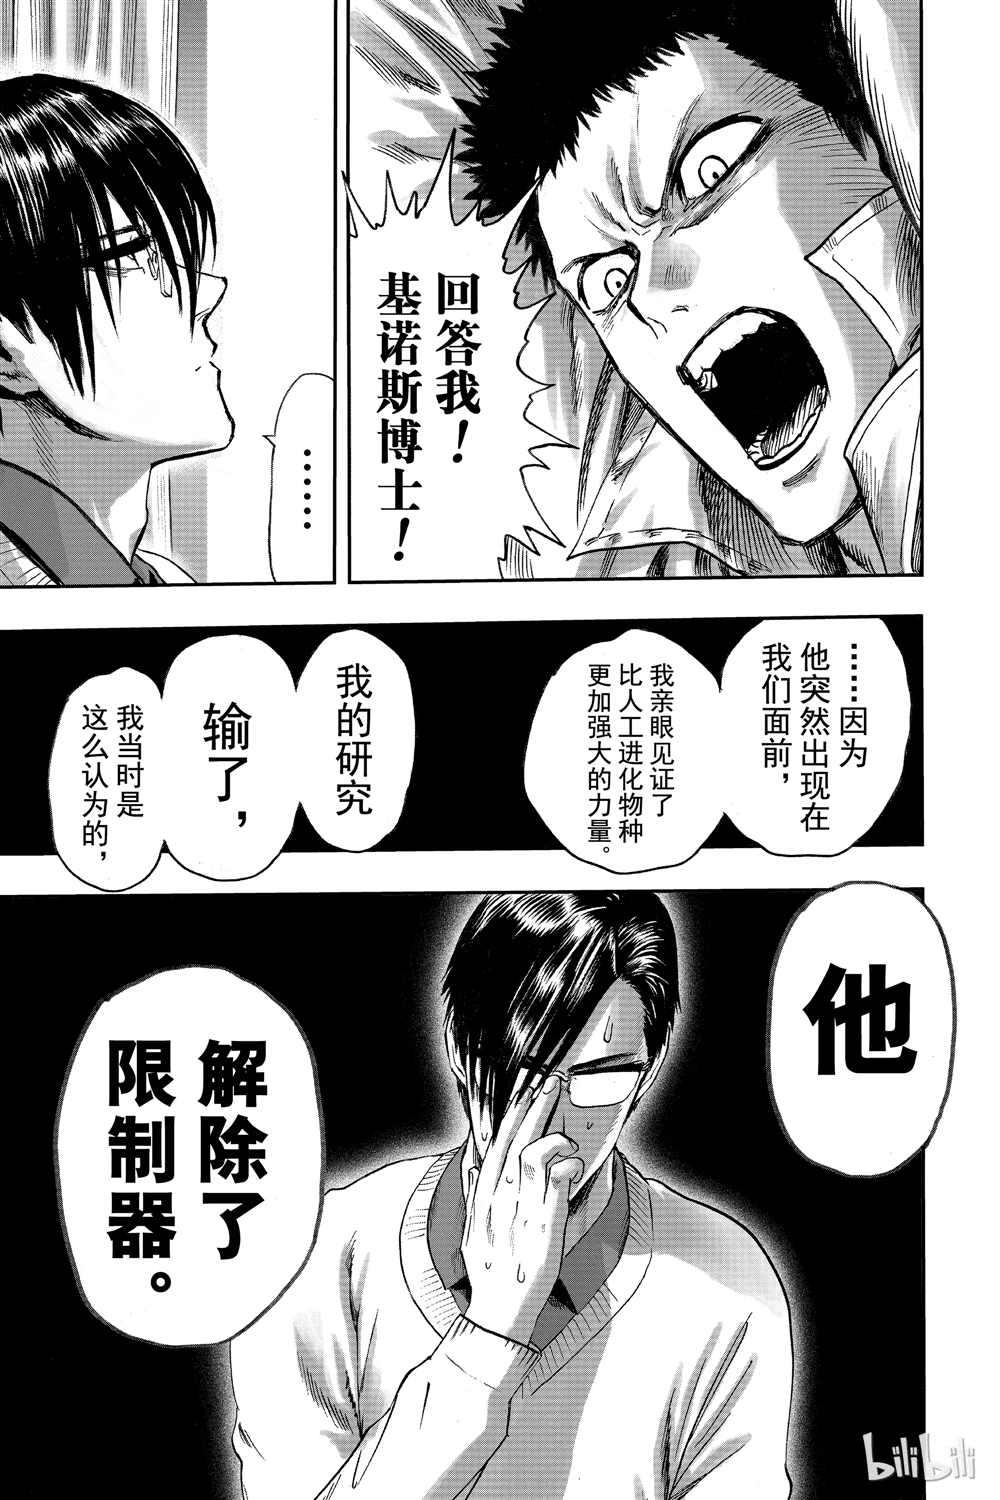 回答我！
基诺斯博士！
……
……因为
他突然出现在
我们面前，
我亲眼见证了
比人工进化物种
更加强大的力量。
我的研究
输了，
我当时是
这么认为的，
他
解除了
限制器。
bilibili